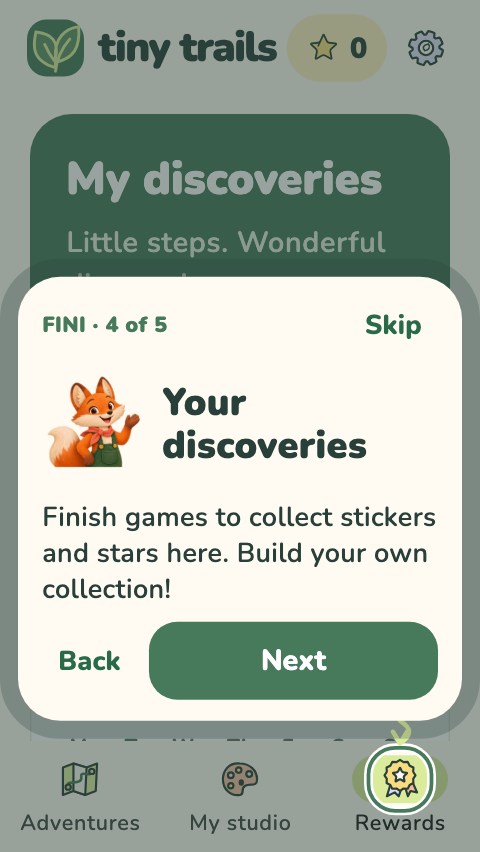 tiny trails
0
My discoveries
Little steps. Wonderful
FINI · 4 of 5
Skip
Your
discoveries
Finish games to collect stickers
and stars here. Build your own
collection!
Back
Next
Adventures
My studio
Rewards